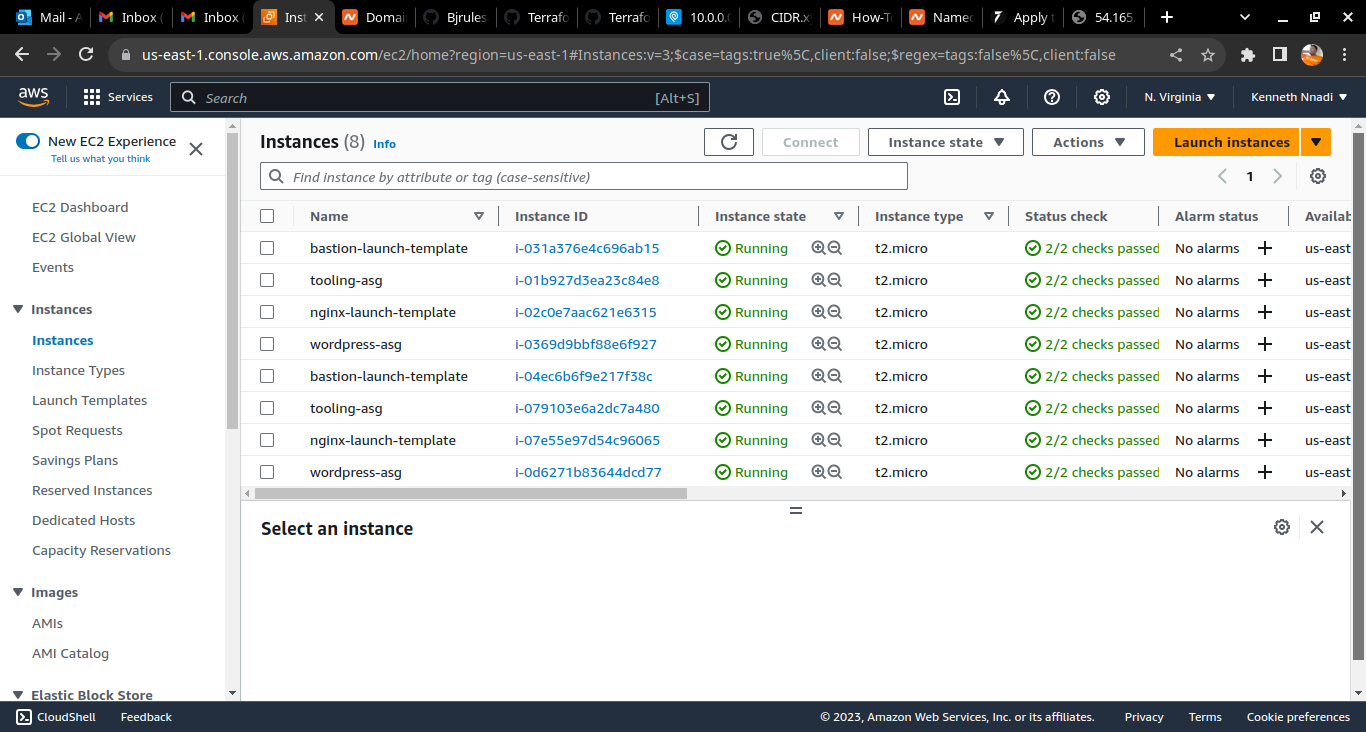 Mail - A
Inbox (
Inbox (
Inst
Domai
Bjrules
Terrafo
Terrafo
10.0.0.
CIDR.x
How-T
Named
Apply t
54.165.
us-east-1.console.aws.amazon.com/ec2/home?region=us-east-1#Instances:v=3;$case=tags:true%5C,client:false;$regex=tags:false%5C,client:false
aws
Services
Search
[Alt+S]
N. Virginia
Kenneth Nnadi
New EC2 Experience
Tell us what you think
EC2 Dashboard
EC2 Global View
Events
Instances
Instances
Instance Types
Launch Templates
Spot Requests
Savings Plans
Reserved Instances
Dedicated Hosts
Capacity Reservations
Images
AMIs
AMI Catalog
Elastic Block Store
Instances (8) Info
Connect
Instance state
Actions
Launch instances
Find instance by attribute or tag (case-sensitive)
1
Name Instance ID Instance state Instance type Status check Alarm status Availab
bastion-launch-template i-031a376e4c696ab15 Running t2.micro 2/2 checks passed No alarms us-east
tooling-asg i-01b927d3ea23c84e8 Running t2.micro 2/2 checks passed No alarms us-east
nginx-launch-template i-02c0e7aac621e6315 Running t2.micro 2/2 checks passed No alarms us-east
wordpress-asg i-0369d9bbf88e6f927 Running t2.micro 2/2 checks passed No alarms us-east
bastion-launch-template i-04ec6b6f9e217f38c Running t2.micro 2/2 checks passed No alarms us-east
tooling-asg i-079103e6a2dc7a480 Running t2.micro 2/2 checks passed No alarms us-east
nginx-launch-template i-07e55e97d54c96065 Running t2.micro 2/2 checks passed No alarms us-east
wordpress-asg i-0d6271b83644dcd77 Running t2.micro 2/2 checks passed No alarms us-east
Select an instance
CloudShell Feedback © 2023, Amazon Web Services, Inc. or its affiliates. Privacy Terms Cookie preferences